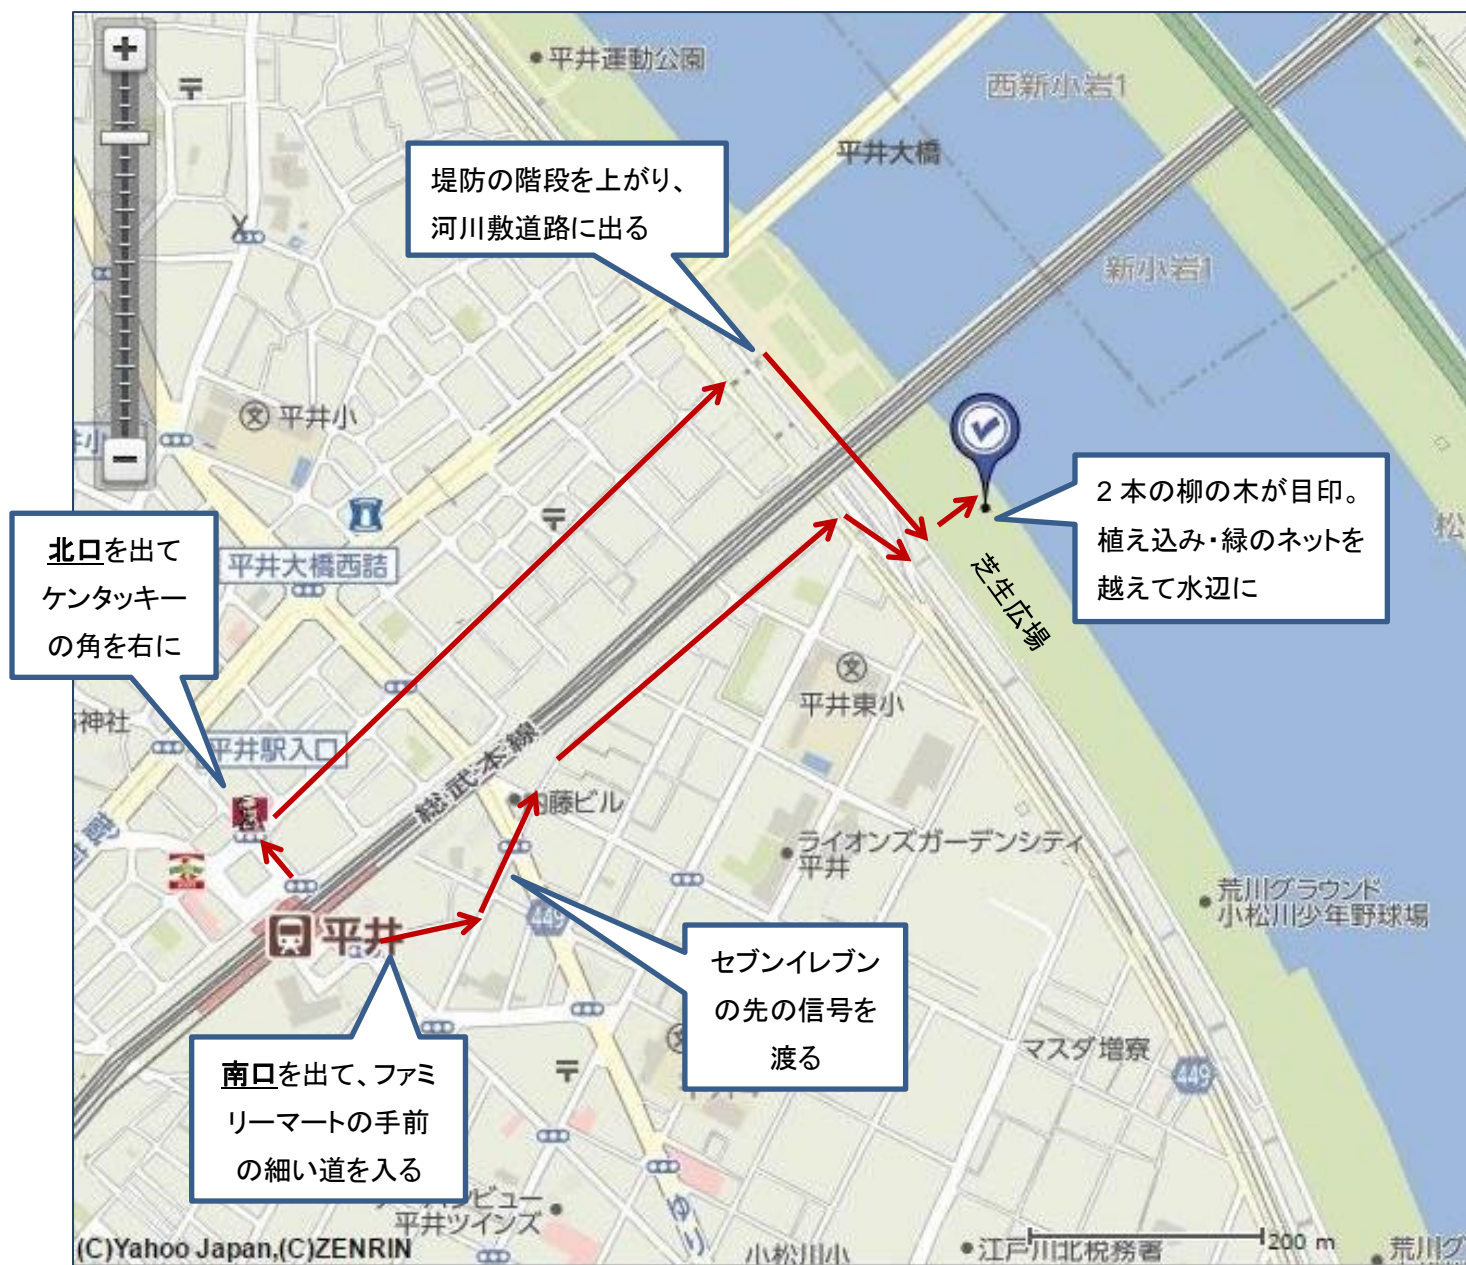 平井運動公園
西新小岩1
平井大橋
堤防の階段を上がり、
河川敷道路に出る
新小岩1
平井小
2本の柳の木が目印。
植え込み・緑のネットを
越えて水辺に
北口を出て
ケンタッキー
の角を右に
平井大橋西詰
芝生広場
平井東小
神社
平井駅入口
総武本線
内藤ビル
ライオンズガーデンシティ
平井
荒川グラウンド
小松川少年野球場
449
平井
セブンイレブン
の先の信号を
渡る
南口を出て、ファミ
リーマートの手前
の細い道を入る
マスダ増寮
449
ビュー
平井ツインズ
(C)Yahoo Japan,(C)ZENRIN
小松川小
江戸川北税務署
200 m
荒川グ